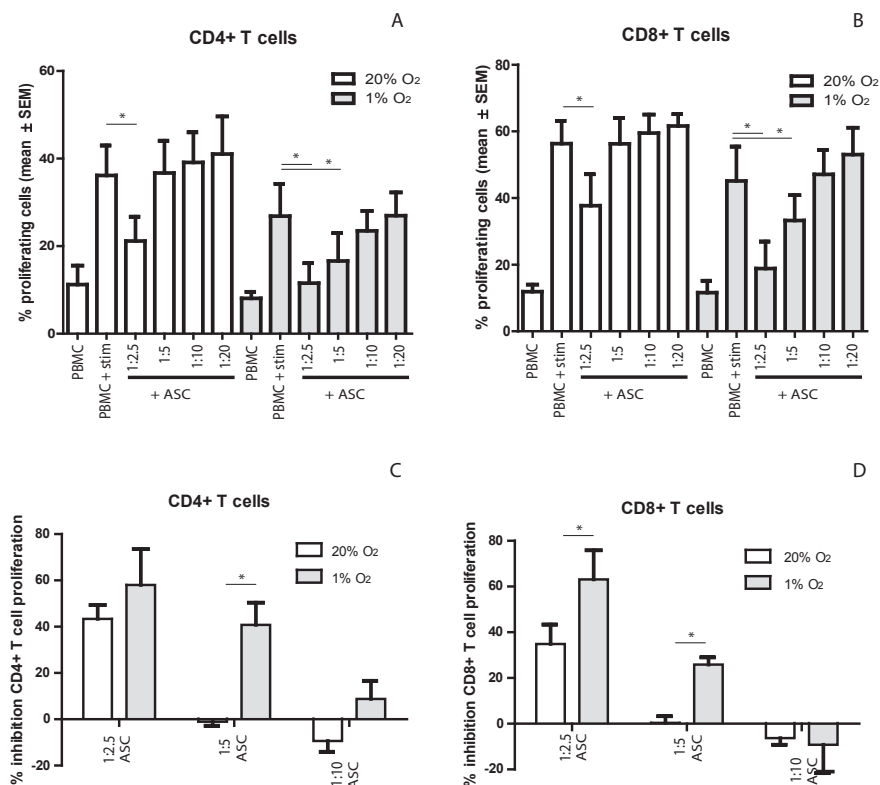 A
CD4+ T cells
% proliferating cells (mean ± SEM)
60
40
20
0
20% O2
1% O2
*
*
*
PBMC
PBMC + stim
1:2.5
1:5
1:10
1:20
PBMC
PBMC + stim
1:2.5
1:5
1:10
1:20
+ ASC
+ ASC
B
CD8+ T cells
% proliferating cells (mean ± SEM)
80
60
40
20
0
20% O2
1% O2
*
*
*
PBMC
PBMC + stim
1:2.5
1:5
1:10
1:20
PBMC
PBMC + stim
1:2.5
1:5
1:10
1:20
+ ASC
+ ASC
C
CD4+ T cells
% inhibition CD4+ T cell proliferation
80
60
40
20
0
-20
20% O2
1% O2
*
1:2.5
ASC
1:5
ASC
1:10
ASC
D
CD8+ T cells
% inhibition CD8+ T cell proliferation
80
60
40
20
0
-20
20% O2
1% O2
*
*
1:2.5
ASC
1:5
ASC
1:10
ASC